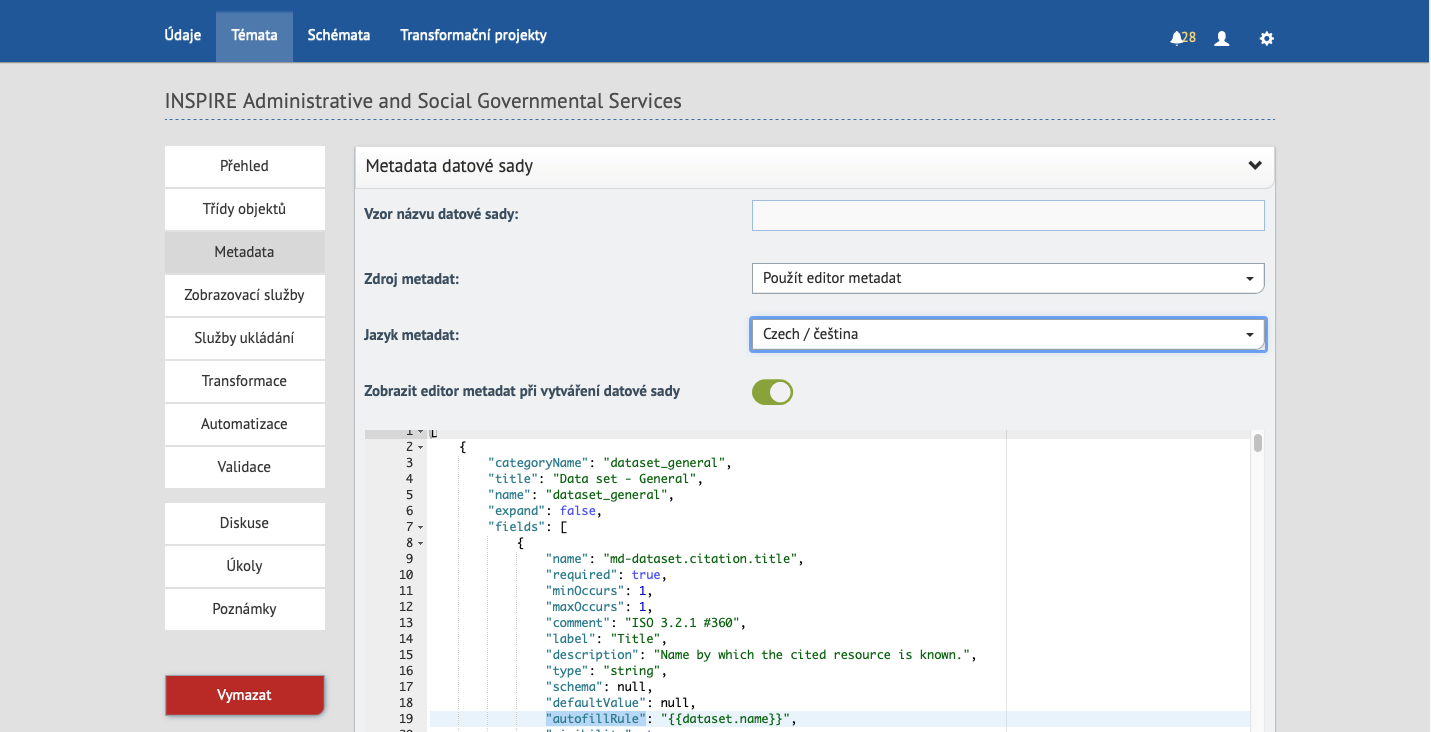 Údaje Témata Schémata Transformační projekty 28
INSPIRE Administrative and Social Governmental Services
Přehled
Třídy objektů
Metadata
Zobrazovací služby
Služby ukládání
Transformace
Automatizace
Validace
Diskuse
Úkoly
Poznámky
Vymazat
Metadata datové sady
Vzor názvu datové sady:
Zdroj metadat: Použít editor metadat
Jazyk metadat: Czech / čeština
Zobrazit editor metadat při vytváření datové sady
1 [
2 {
3 "categoryName": "dataset_general",
4 "title": "Data set - General",
5 "name": "dataset_general",
6 "expand": false,
7 "fields": [
8 {
9 "name": "md-dataset.citation.title",
10 "required": true,
11 "minOccurs": 1,
12 "maxOccurs": 1,
13 "comment": "ISO 3.2.1 #360",
14 "label": "Title",
15 "description": "Name by which the cited resource is known.",
16 "type": "string",
17 "schema": null,
18 "defaultValue": null,
19 "autofillRule": "{{dataset.name}}",